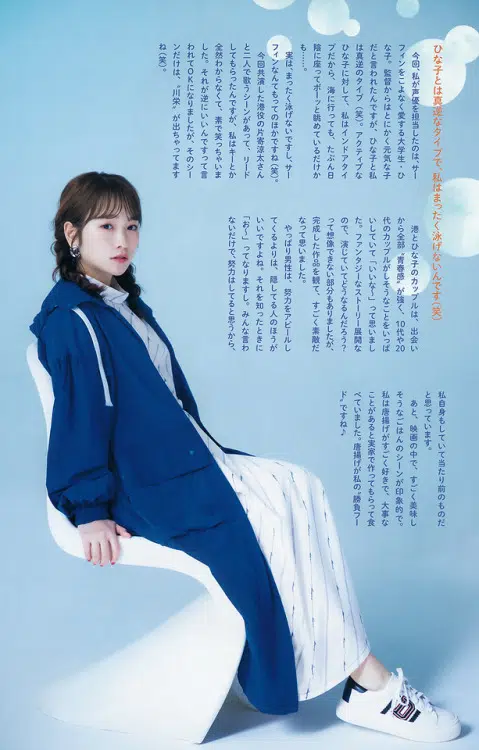 ひな子とは真逆なタイプで、私はまったく泳げないんです(笑)
今回、私が声優を担当したのは、サー
フィンをこよなく愛する大学生・ひ
な子。監督からはとにかく元気な子
だと言われたんですが、ひな子と私
は真逆のタイプ(笑)。アクティブな
ひな子に対して、私はインドアタイ
プだから、海に行っても、たぶん日
陰に座ってボーッと眺めているだけか
も……。
実は、まったく泳げないですし、サー
フィンなんてもってのほかですね(笑)。
今回共演した港役の片寄涼太さん
と二人で歌うシーンがあって、リード
してもらったんですが、私はキーとか
全然わからなくて、素で笑っちゃいま
した。それが逆にいいんですって言
われてOKになりましたが、そのシー
ンだけは、“川栄”が出ちゃってます
ね(笑)。
港とひな子のカップルは、出会い
から全部“青春感”が強く、10代や20
代のカップルがしそうなことをいっぱ
いしていて「いいな〜」って思いまし
た。ファンタジーなストーリー展開な
ので、演じていてどうなるんだろう？
って想像できない部分もありましたが、
完成した作品を観て、すごく素敵だ
なって思いました。
やっぱり男性は、努力をアピールし
てくるよりは、隠してる人のほうが
いいですよね。それを知ったときに
「お〜」ってなりますし。みんな言わ
ないだけで、努力はしてると思うから、
私自身もしていて当たり前のものだ
と思っています。
あと、映画の中で、すごく美味し
そうなごはんのシーンが印象的で。
私は唐揚げがすごく好きで、大事な
ことがあると実家で作ってもらって食
べていました。唐揚げが私の“勝負フー
ド”ですね♪